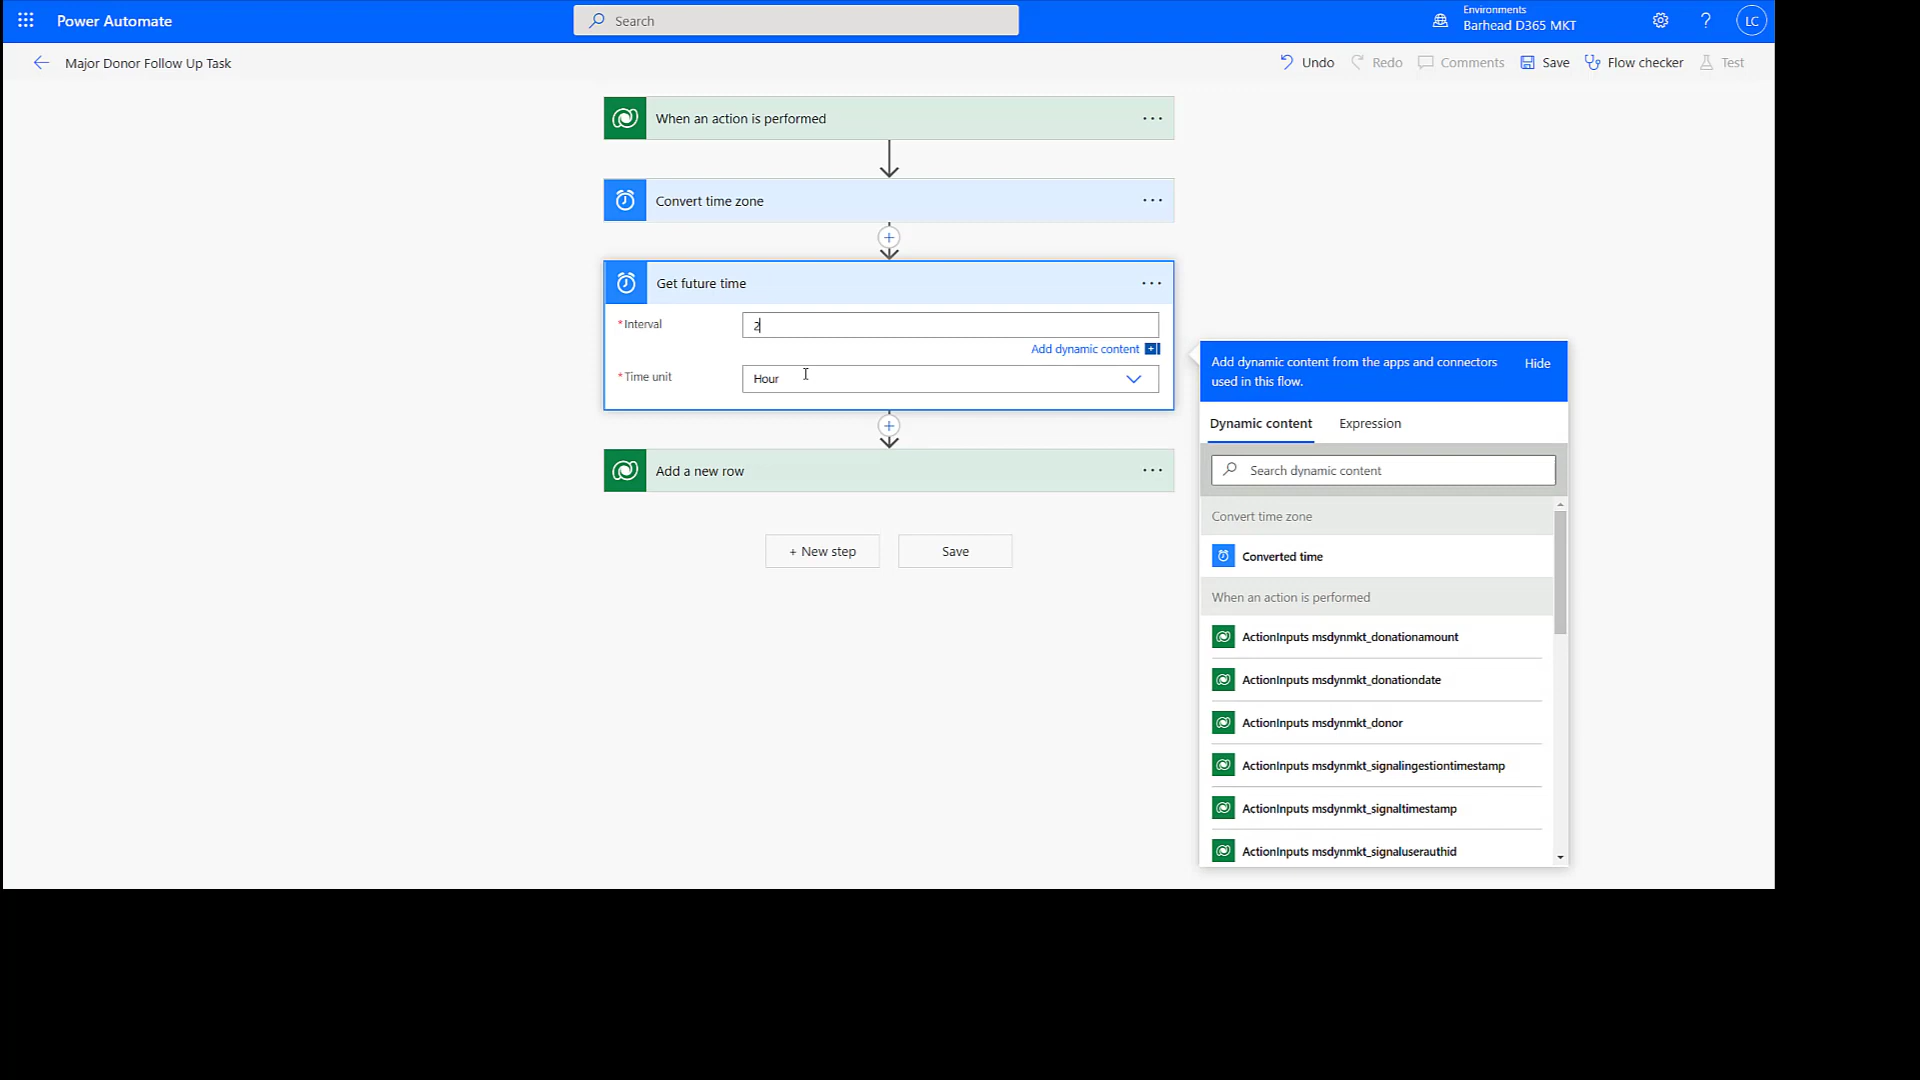 Power Automate
Search
Environments
Barhead D365 MKT
?
LC
Major Donor Follow Up Task
Undo
Redo
Comments
Save
Flow checker
Test
When an action is performed
...
Convert time zone
...
+
Get future time
...
*Interval
2
Add dynamic content
*Time unit
Hour
+
Add a new row
...
+ New step
Save
Add dynamic content from the apps and connectors
used in this flow.
Hide
Dynamic content
Expression
Search dynamic content
Convert time zone
Converted time
When an action is performed
ActionInputs msdynmkt_donationamount
ActionInputs msdynmkt_donationdate
ActionInputs msdynmkt_donor
ActionInputs msdynmkt_signalingestiontimestamp
ActionInputs msdynmkt_signaltimestamp
ActionInputs msdynmkt_signaluserauthid